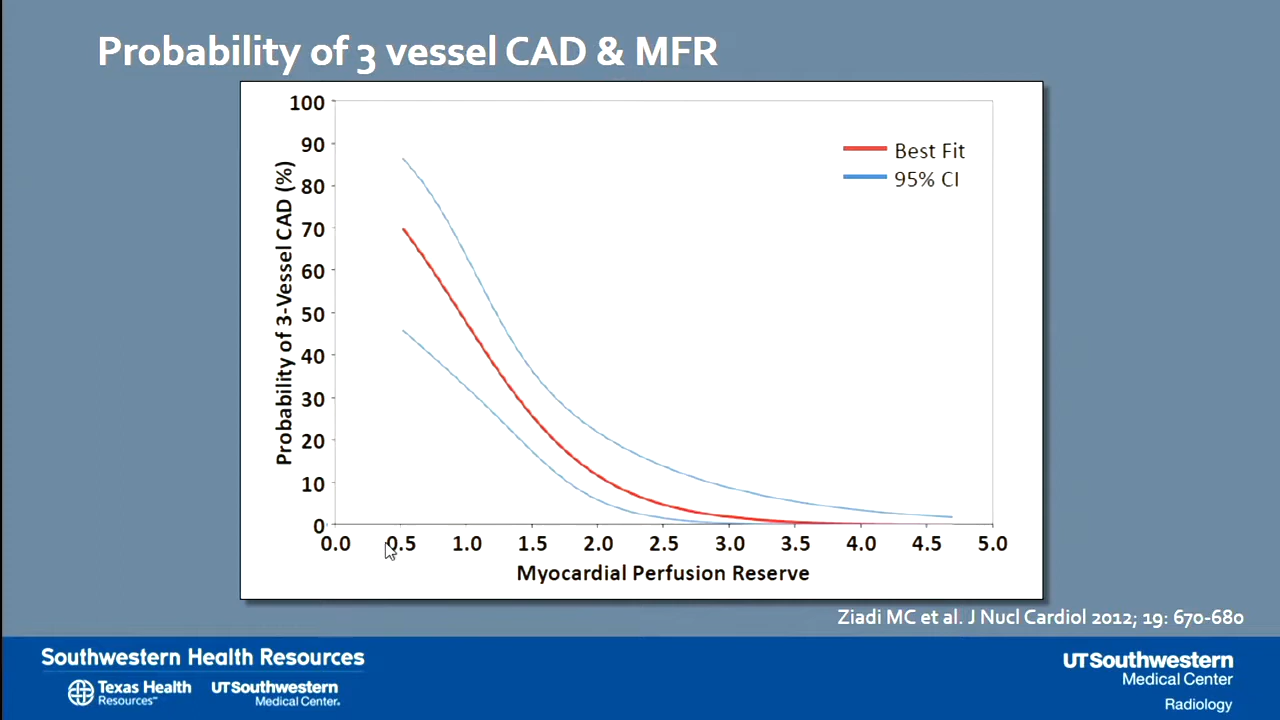 Probability of 3 vessel CAD & MFR
100
90
80
70
60
50
40
30
20
10
0
Probability of 3-Vessel CAD (%)
Best Fit
95% CI
0.0 0.5 1.0 1.5 2.0 2.5 3.0 3.5 4.0 4.5 5.0
Myocardial Perfusion Reserve
Ziadi MC et al. J Nucl Cardiol 2012; 19: 670-680
Southwestern Health Resources
Texas Health Resources℠
UTSouthwestern Medical Center.
UTSouthwestern
Medical Center
Radiology